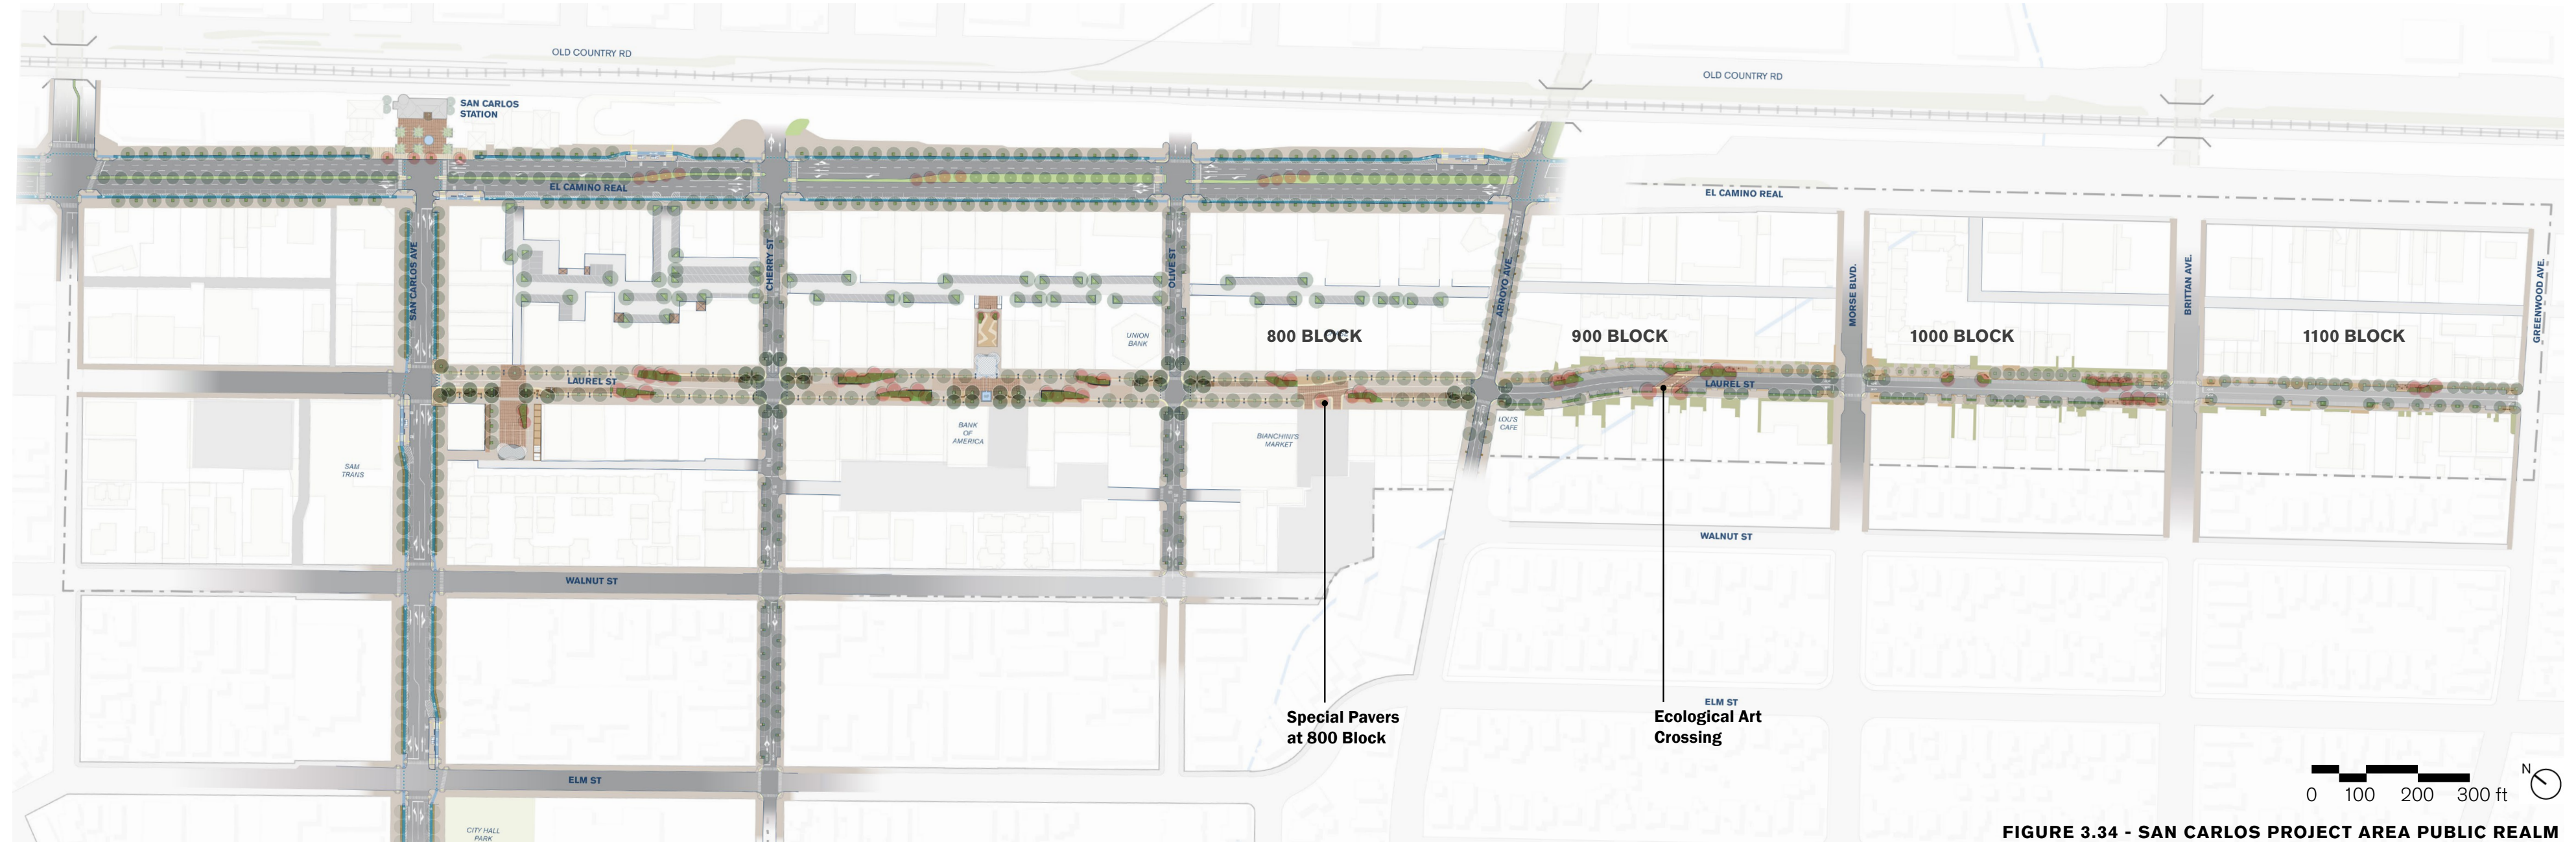 OLD COUNTRY RD
OLD COUNTRY RD
SAN CARLOS
STATION
EL CAMINO REAL
EL CAMINO REAL
SAN CARLOS AVE
CHERRY ST
OLIVE ST
ARROYO AVE.
MORSE BLVD.
BRITTAN AVE.
GREENWOOD AVE.
UNION
BANK
800 BLOCK
900 BLOCK
1000 BLOCK
1100 BLOCK
LAUREL ST
LAUREL ST
BANK
OF
AMERICA
BIANCHINI'S
MARKET
LOU'S
CAFE
SAM
TRANS
WALNUT ST
WALNUT ST
Special Pavers
at 800 Block
Ecological Art
Crossing
ELM ST
ELM ST
CITY HALL
PARK
N
0 100 200 300 ft
FIGURE 3.34 - SAN CARLOS PROJECT AREA PUBLIC REALM